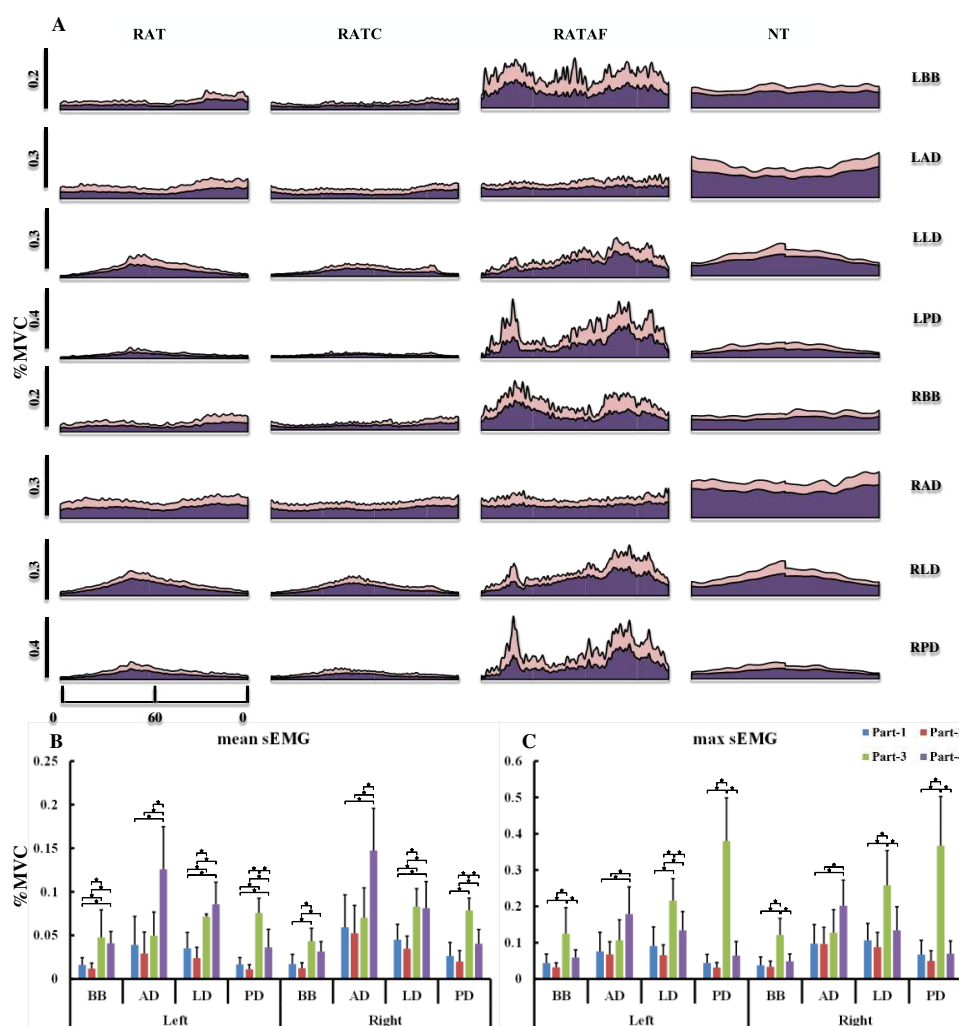 A
RAT RATC RATAF NT
0.2 LBB
0.3 LAD
0.3 LLD
0.4 LPD
%MVC
0.2 RBB
0.3 RAD
0.3 RLD
0.4 RPD
0 60 0
B mean sEMG
%MVC
0.25
0.2
0.15
0.1
0.05
0
BB AD LD PD BB AD LD PD
Left Right
C max sEMG
Part-1 Part-
Part-3 Part-
0.6
0.5
0.4
0.3
0.2
0.1
0
BB AD LD PD BB AD LD PD
Left Right